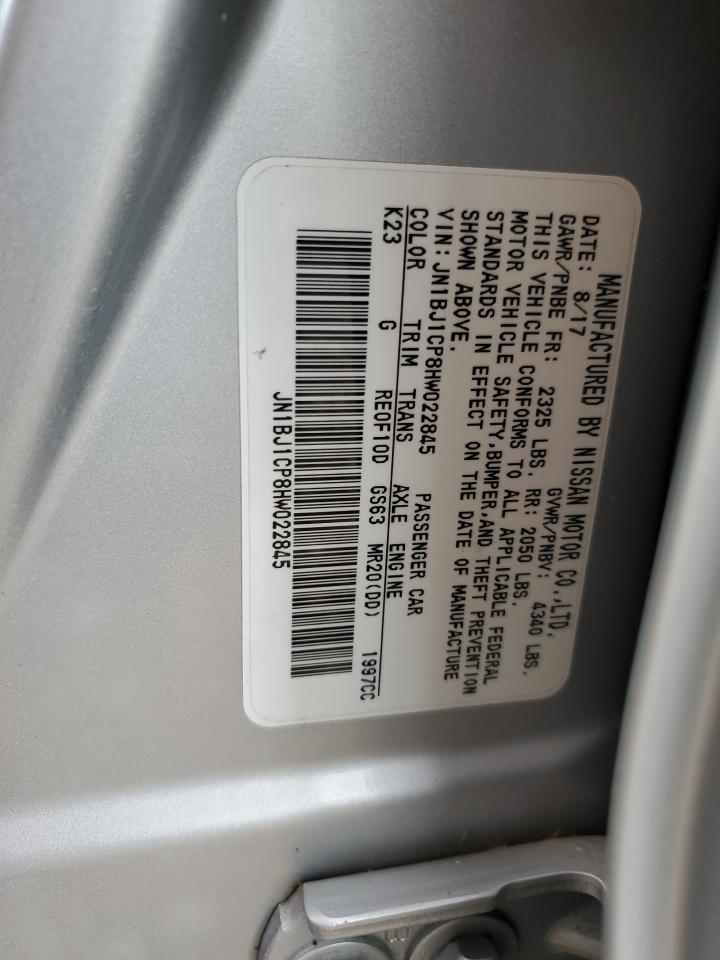 MANUFACTURED BY NISSAN MOTOR CO.,LTD.
DATE: 8/17 GVWR/PNBV: 4340 LBS.
GAWR/PNBE FR: 2325 LBS. RR: 2050 LBS.
THIS VEHICLE CONFORMS TO ALL APPLICABLE FEDERAL
MOTOR VEHICLE SAFETY,BUMPER,AND THEFT PREVENTION
STANDARDS IN EFFECT ON THE DATE OF MANUFACTURE
SHOWN ABOVE.
VIN: JN1BJ1CP8HW022845 PASSENGER CAR
COLOR TRIM TRANS AXLE ENGINE
K23 G RE0F10D GS63 MR20(DD) 1997CC
JN1BJ1CP8HW022845